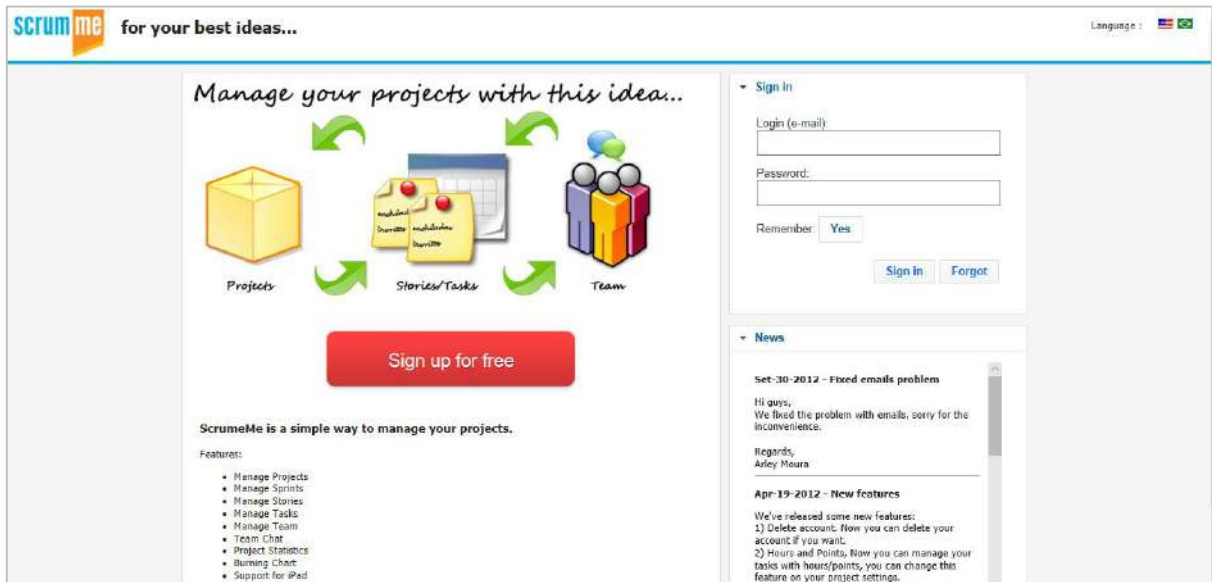 scrum me
for your best ideas...
Language :
Manage your projects with this idea...
Projects
Stories/Tasks
Team
Sign up for free
ScrumeMe is a simple way to manage your projects.
Features:
Manage Projects
Manage Sprints
Manage Stories
Manage Tasks
Manage Team
Team Chat
Project Statistics
Burning Chart
Support for iPad
Sign in
Login (e-mail):
Password:
Remember: Yes
Sign in Forgot
News
Set-30-2012 - Fixed emails problem
Hi guys,
We fixed the problem with emails, sorry for the
inconvenience.
Regards,
Arley Moura
Apr-19-2012 - New features
We've released some new features:
1) Delete account. Now you can delete your
account if you want.
2) Hours and Points, Now you can manage your
tasks with hours/points, you can change this
feature on your project settings.